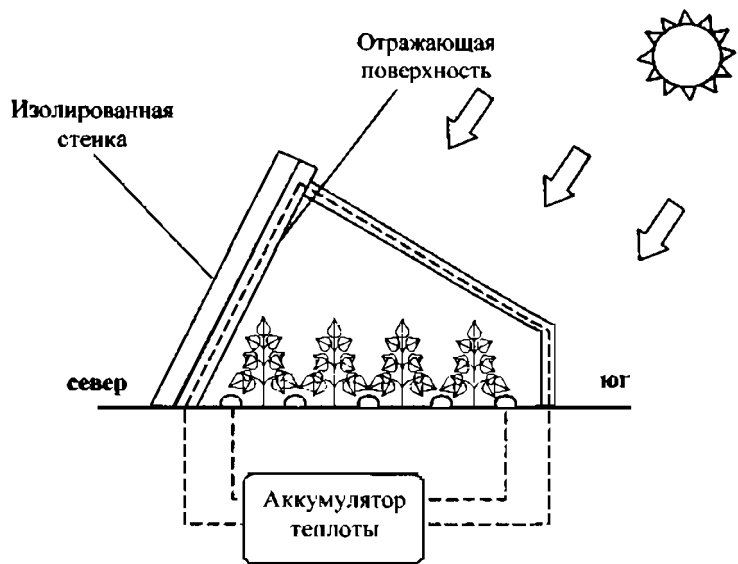 Отражающая
поверхность
Изолированная
стенка
север
юг
Аккумулятор
теплоты